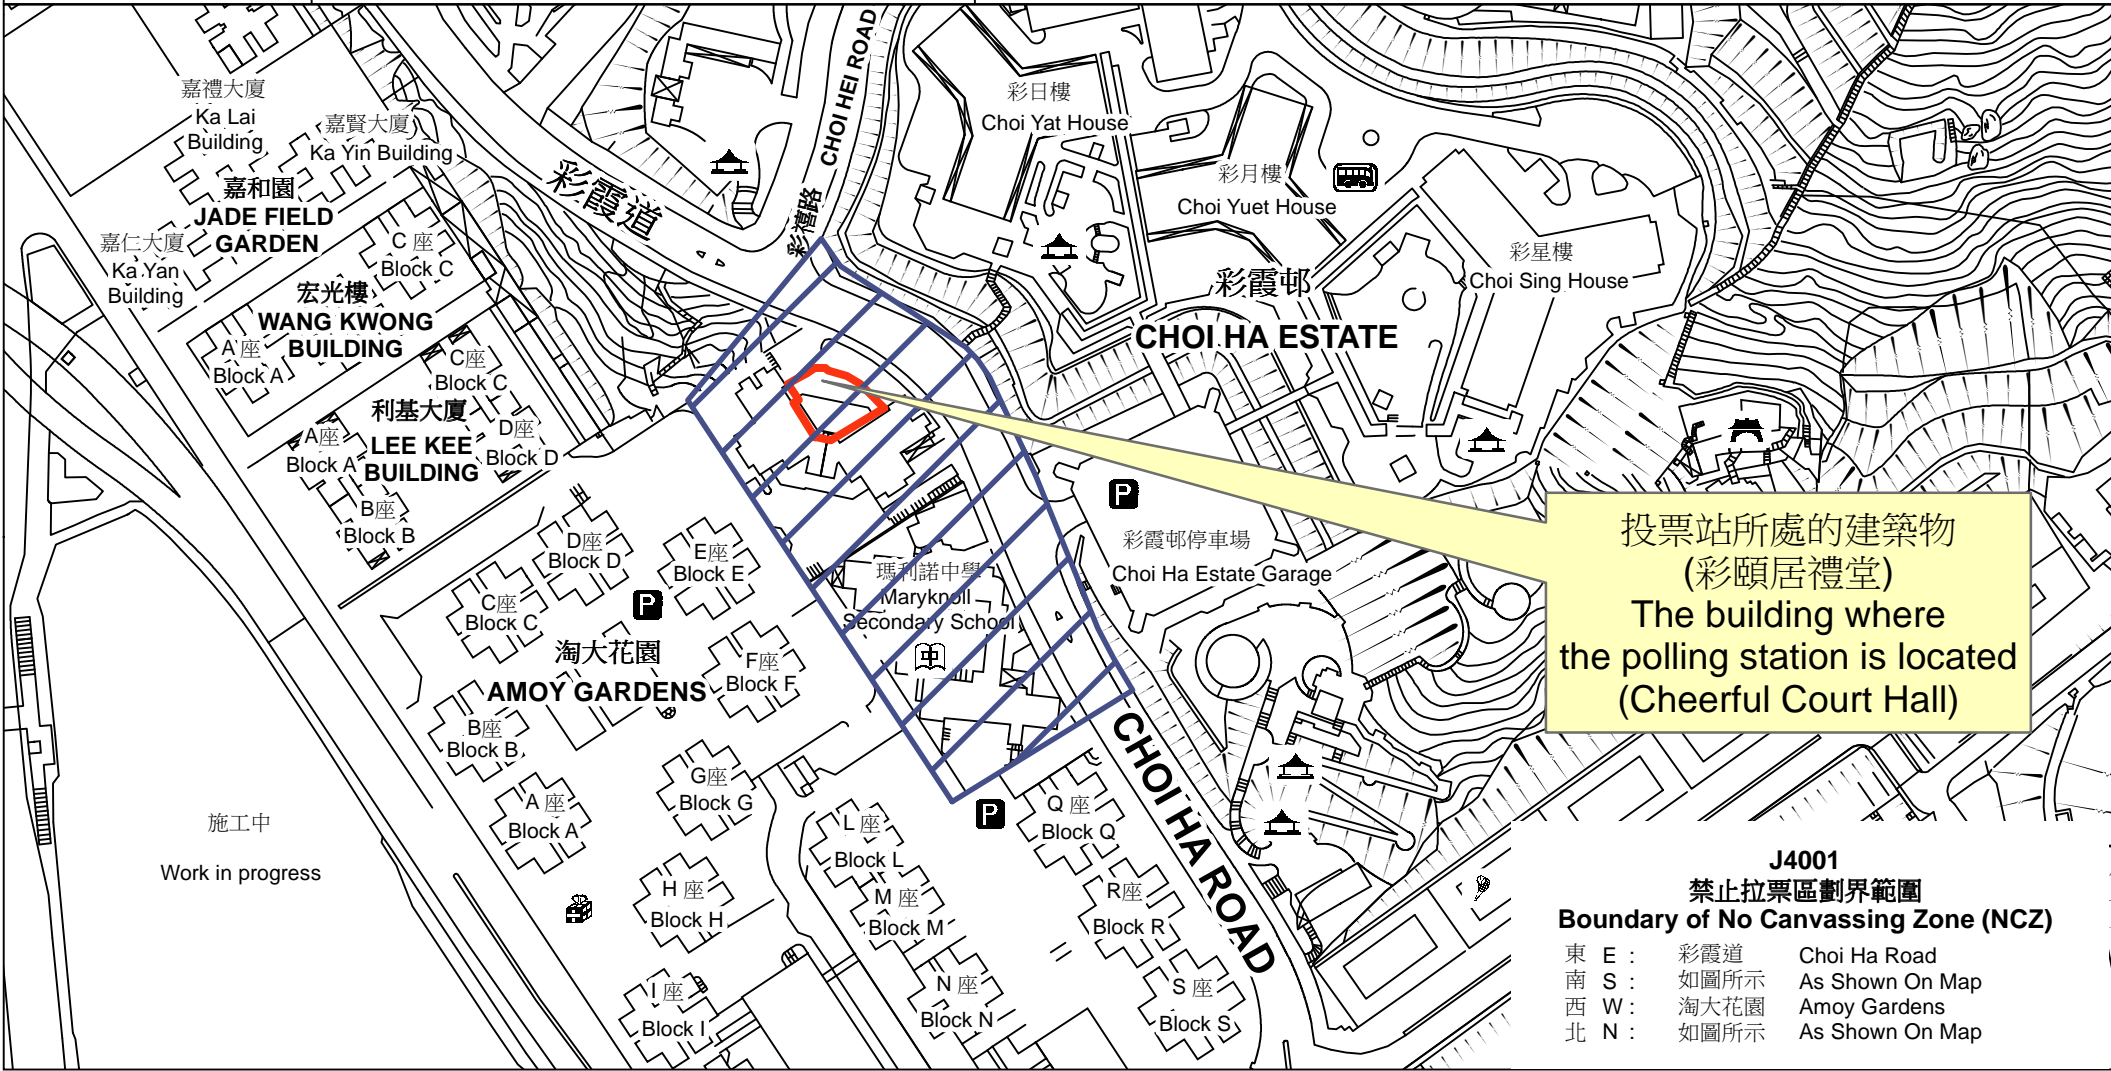 嘉禮大廈
Ka Lai
Building
嘉賢大廈
Ka Yin Building
嘉和園
JADE FIELD
GARDEN
嘉仁大廈
Ka Yan
Building
C 座
Block C
宏光樓
WANG KWONG
BUILDING
A 座
Block A
C座
Block C
利基大廈
LEE KEE
BUILDING
A座
Block A
D座
Block D
B座
Block B
彩霞道
彩禧路
CHOI HEI ROAD
彩日樓
Choi Yat House
彩月樓
Choi Yuet House
彩星樓
Choi Sing House
彩霞邨
CHOI HA ESTATE
P
彩霞邨停車場
Choi Ha Estate Garage
瑪利諾中學
Maryknoll
Secondary School
中
D座
Block D
E座
Block E
C座
Block C
P
淘大花園
AMOY GARDENS
F座
Block F
B座
Block B
G座
Block G
A 座
Block A
H 座
Block H
I 座
Block I
L 座
Block L
M 座
Block M
N 座
Block N
P
Q 座
Block Q
R座
Block R
S 座
Block S
CHOI HA ROAD
施工中
Work in progress
投票站所處的建築物
(彩頤居禮堂)
The building where
the polling station is located
(Cheerful Court Hall)
J4001
禁止拉票區劃界範圍
Boundary of No Canvassing Zone (NCZ)
東 E : 彩霞道 Choi Ha Road
南 S : 如圖所示 As Shown On Map
西 W : 淘大花園 Amoy Gardens
北 N : 如圖所示 As Shown On Map